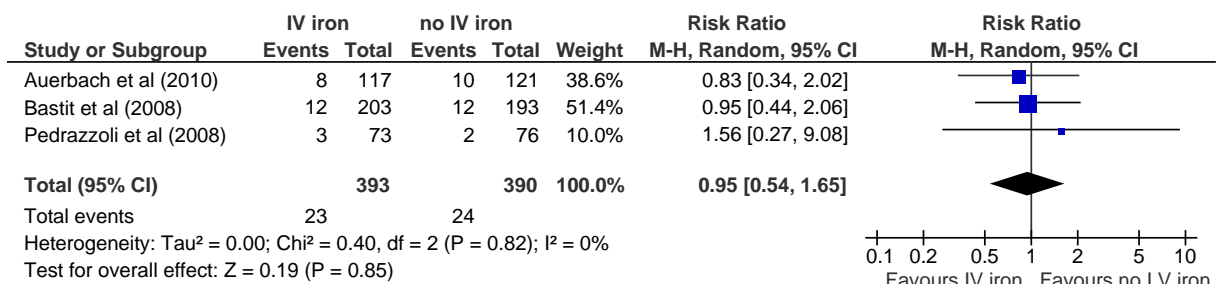 IV iron no IV iron Risk Ratio Risk Ratio
Study or Subgroup Events Total Events Total Weight M-H, Random, 95% CI M-H, Random, 95% CI
Auerbach et al (2010) 8 117 10 121 38.6% 0.83 [0.34, 2.02]
Bastit et al (2008) 12 203 12 193 51.4% 0.95 [0.44, 2.06]
Pedrazzoli et al (2008) 3 73 2 76 10.0% 1.56 [0.27, 9.08]
Total (95% CI) 393 390 100.0% 0.95 [0.54, 1.65]
Total events 23 24
Heterogeneity: Tau² = 0.00; Chi² = 0.40, df = 2 (P = 0.82); I² = 0%
Test for overall effect: Z = 0.19 (P = 0.85)
0.1 0.2 0.5 1 2 5 10
Favours IV iron Favours no I.V iron